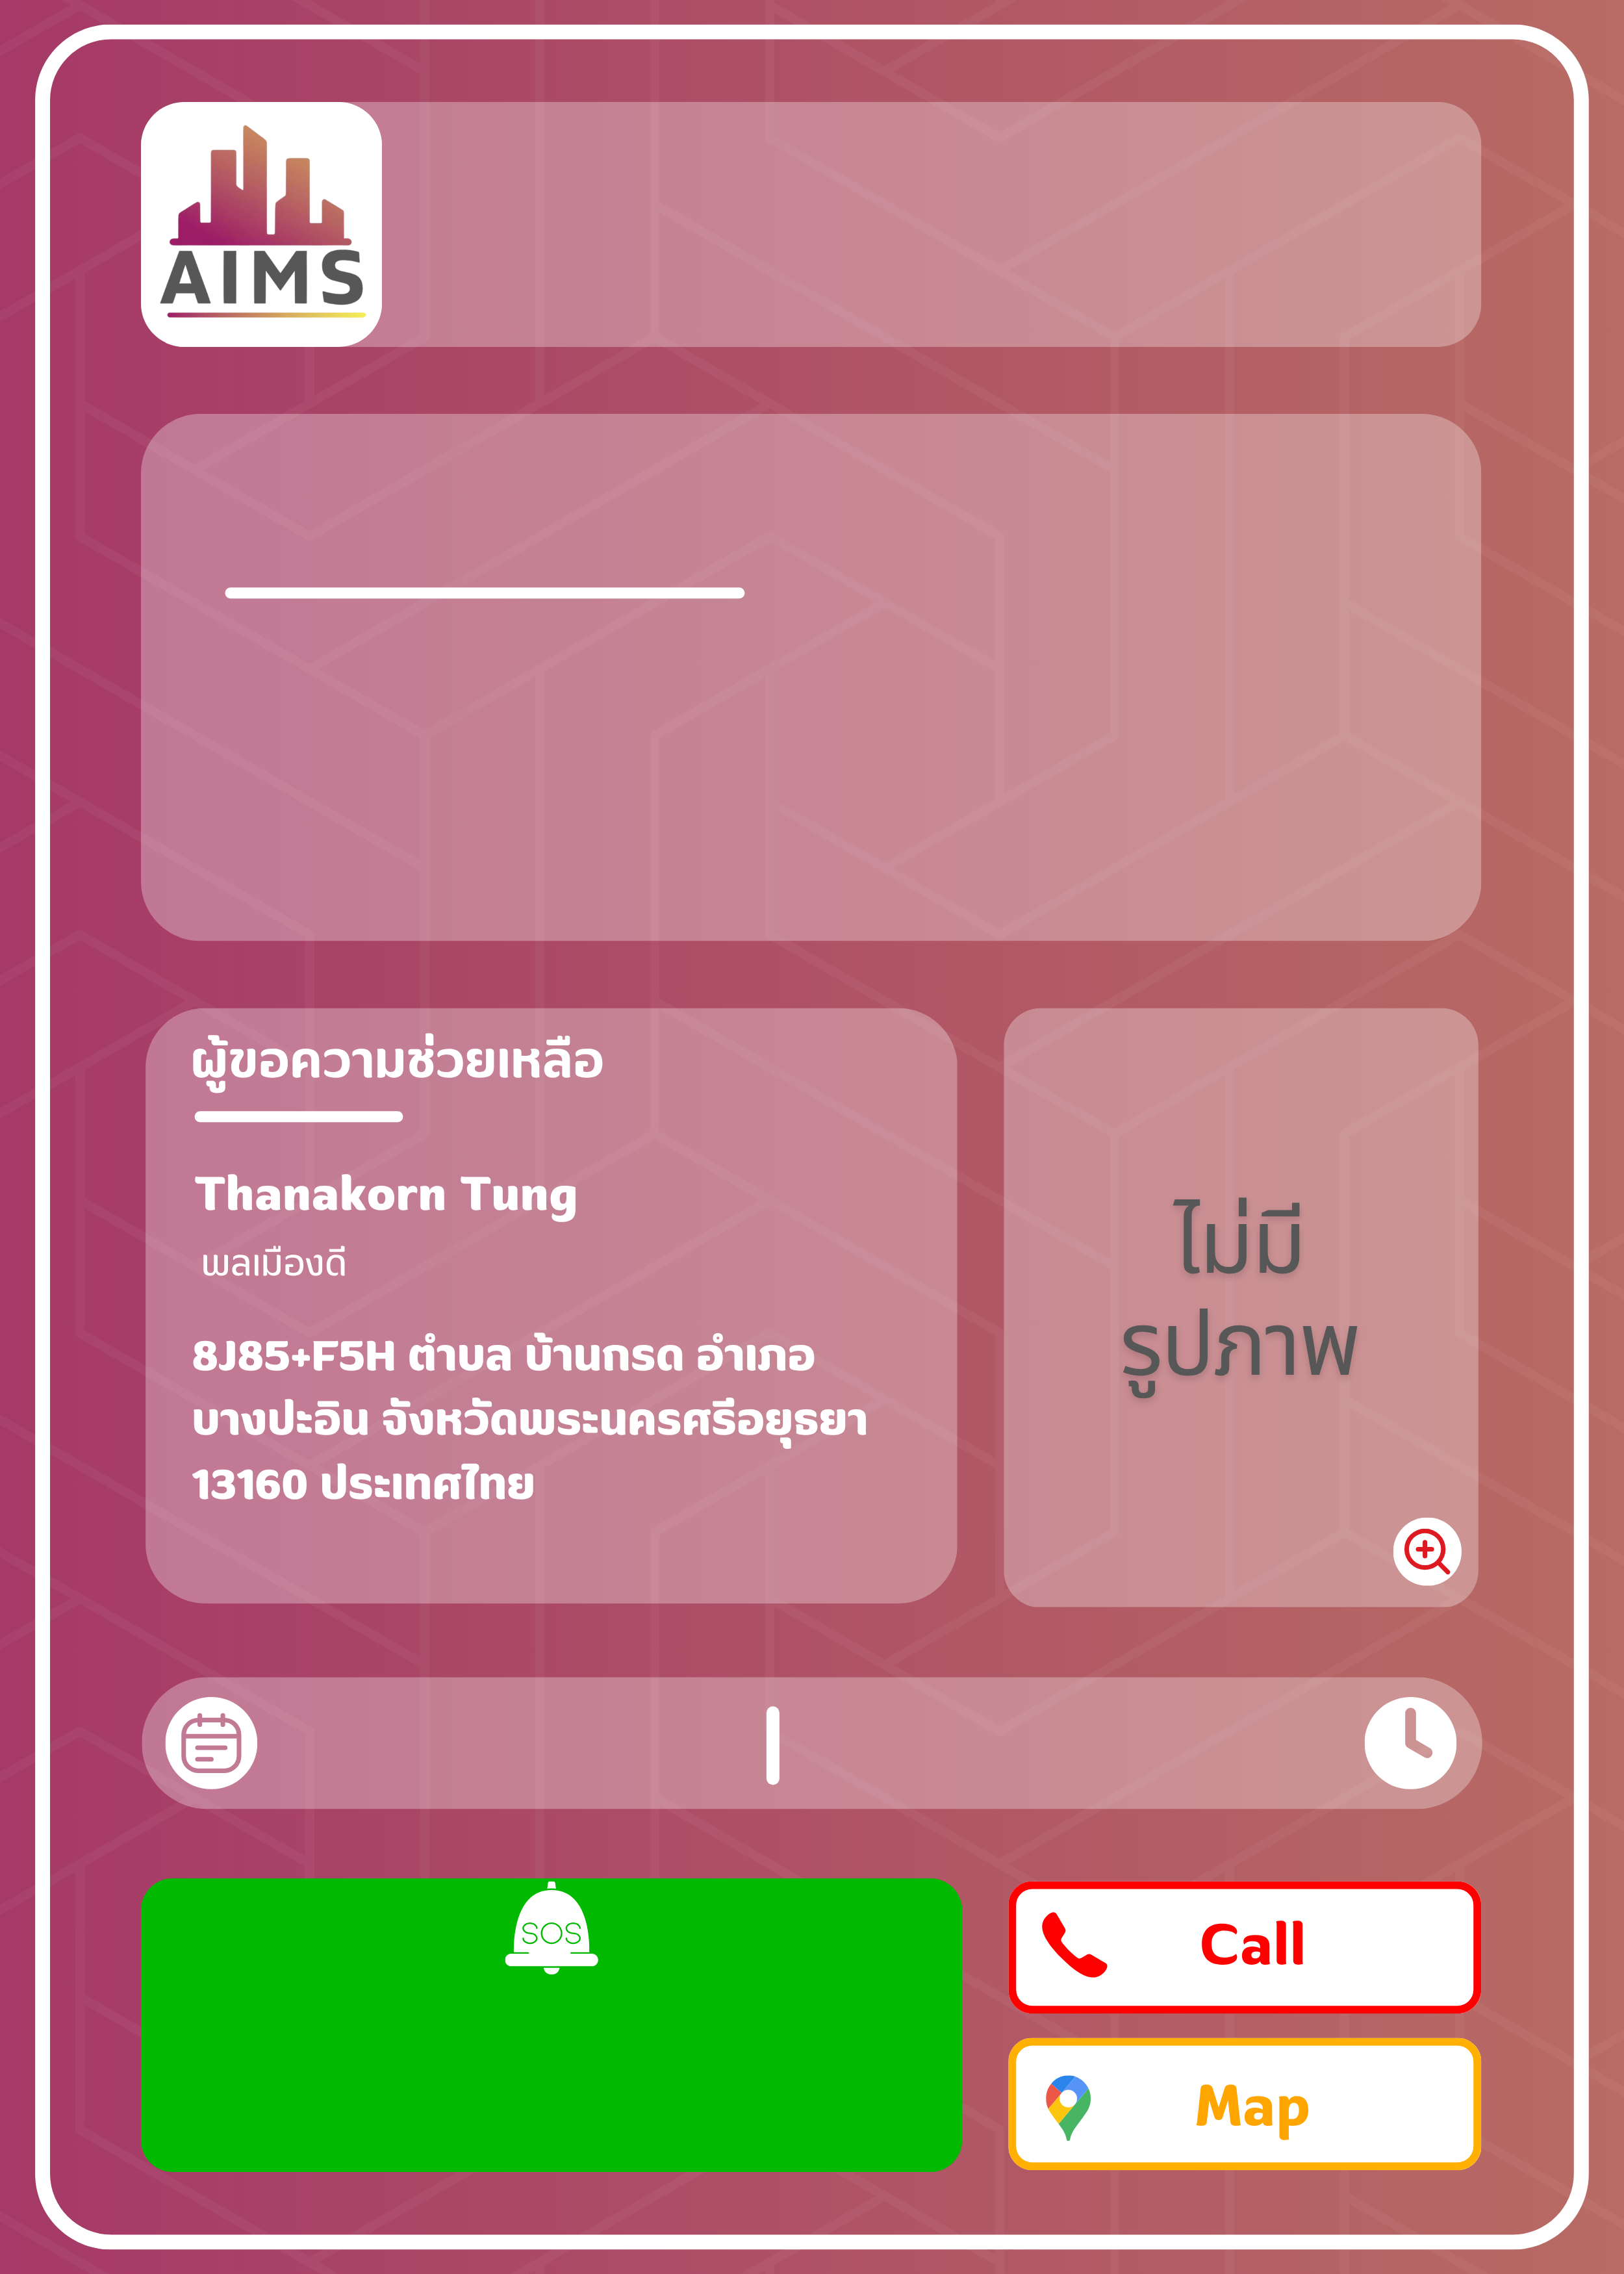 AIMS
ผู้ขอความช่วยเหลือ
Thanakorn Tung
พลเมืองดี
8J85+F5H ตำบล บ้านกรด อำเภอ
บางปะอิน จังหวัดพระนครศรีอยุธยา
13160 ประเทศไทย
ไม่มี
รูปภาพ
SOS
Call
Map